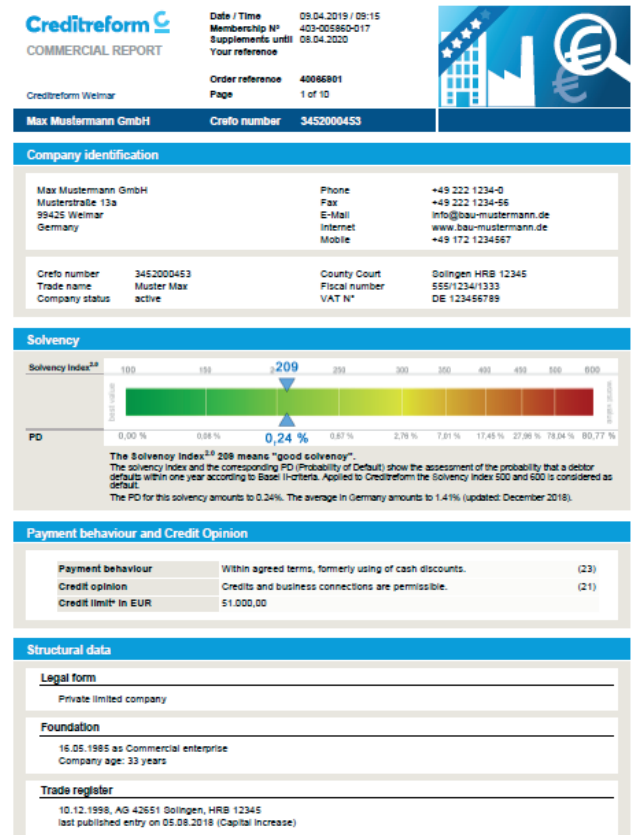 Creditreform C
COMMERCIAL REPORT
Creditreform Weimar
Date / Time 09.04.2019 / 09:15
Membership Nº 403-005860-017
Supplements until 08.04.2020
Your reference
Order reference 40066801
Page 1 of 10
Max Mustermann GmbH Crefo number 3452000453
Company identification
Max Mustermann GmbH
Musterstraße 13a
99425 Weimar
Germany
Phone +49 222 1234-0
Fax +49 222 1234-56
E-Mail info@bau-mustermann.de
Internet www.bau-mustermann.de
Mobile +49 172 1234567
Crefo number 3452000453
Trade name Muster Max
Company status active
County Court Solingen HRB 12345
Fiscal number 555/1234/1333
VAT Nº DE 123456789
Solvency
Solvency Index2.0 100 150 209 250 300 350 400 450 500 600
best value worst value
PD 0,00 % 0,08 % 0,24 % 0,67 % 2,76 % 7,01 % 17,45 % 27,96 % 78,04 % 80,77 %
The Solvency Index2.0 209 means "good solvency".
The solvency index and the corresponding PD (Probability of Default) show the assessment of the probability that a debtor
defaults within one year according to Basel II-criteria. Applied to Creditreform the Solvency Index 500 and 600 is considered as
default.
The PD for this solvency amounts to 0.24%. The average in Germany amounts to 1.41% (updated: December 2018).
Payment behaviour and Credit Opinion
Payment behaviour Within agreed terms, formerly using of cash discounts. (23)
Credit opinion Credits and business connections are permissible. (21)
Credit limit* in EUR 51.000,00
Structural data
Legal form
Private limited company
Foundation
16.05.1985 as Commercial enterprise
Company age: 33 years
Trade register
10.12.1998, AG 42651 Solingen, HRB 12345
last published entry on 05.08.2018 (Capital increase)